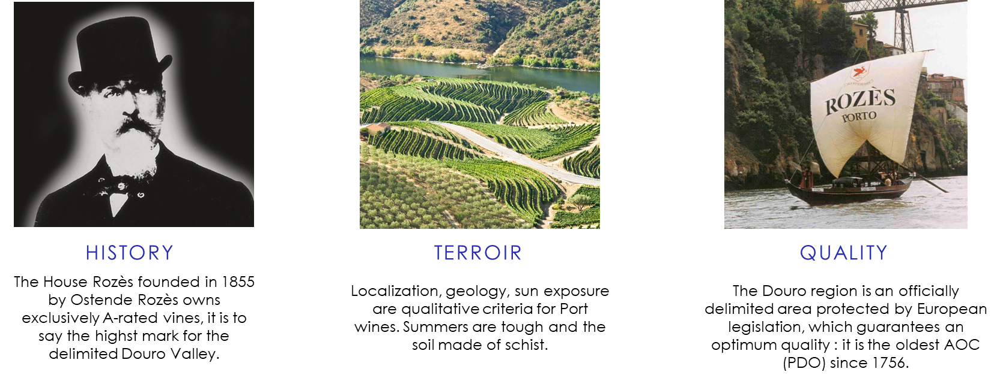 ROZÈS
PORTO
HISTORY
The House Rozès founded in 1855
by Ostende Rozès owns
exclusively A-rated vines, it is to
say the highst mark for the
delimited Douro Valley.
TERROIR
Localization, geology, sun exposure
are qualitative criteria for Port
wines. Summers are tough and the
soil made of schist.
QUALITY
The Douro region is an officially
delimited area protected by European
legislation, which guarantees an
optimum quality : it is the oldest AOC
(PDO) since 1756.